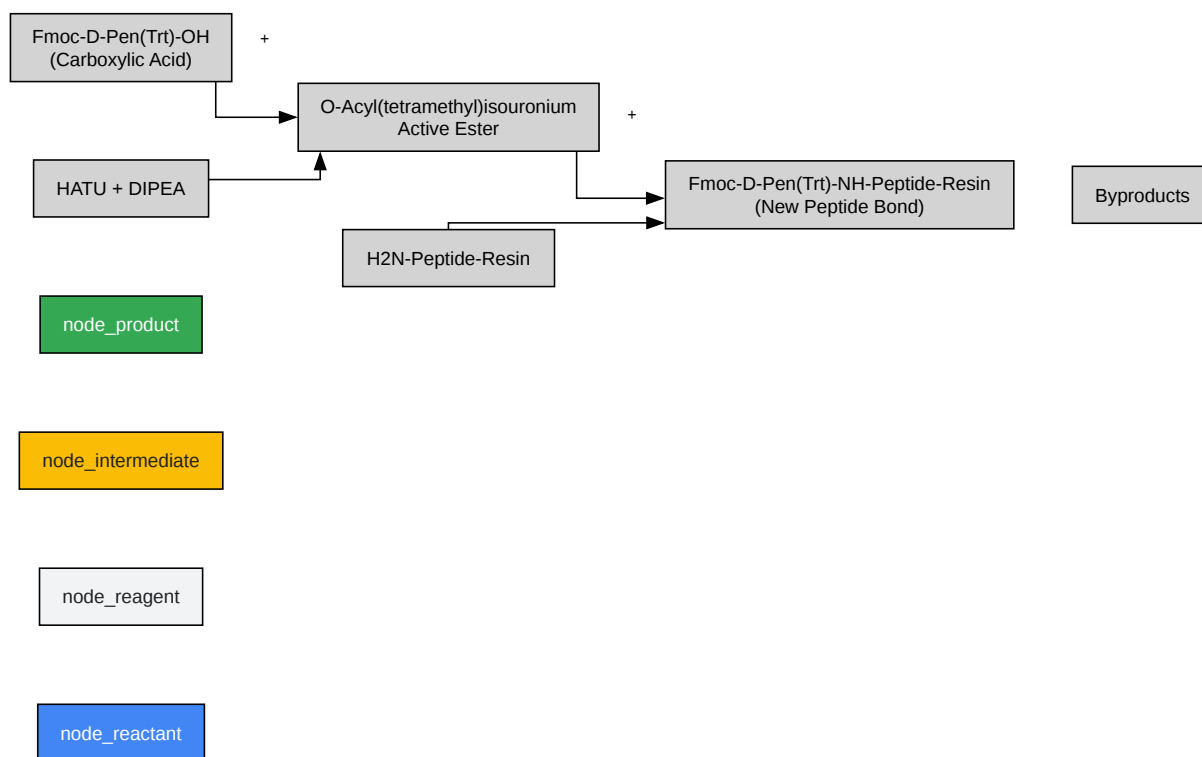 Fmoc-D-Pen(Trt)-OH
(Carboxylic Acid)
+
O-Acyl(tetramethyl)isouronium
Active Ester
+
HATU + DIPEA
Fmoc-D-Pen(Trt)-NH-Peptide-Resin
(New Peptide Bond)
Byproducts
H2N-Peptide-Resin
node_product
node_intermediate
node_reagent
node_reactant